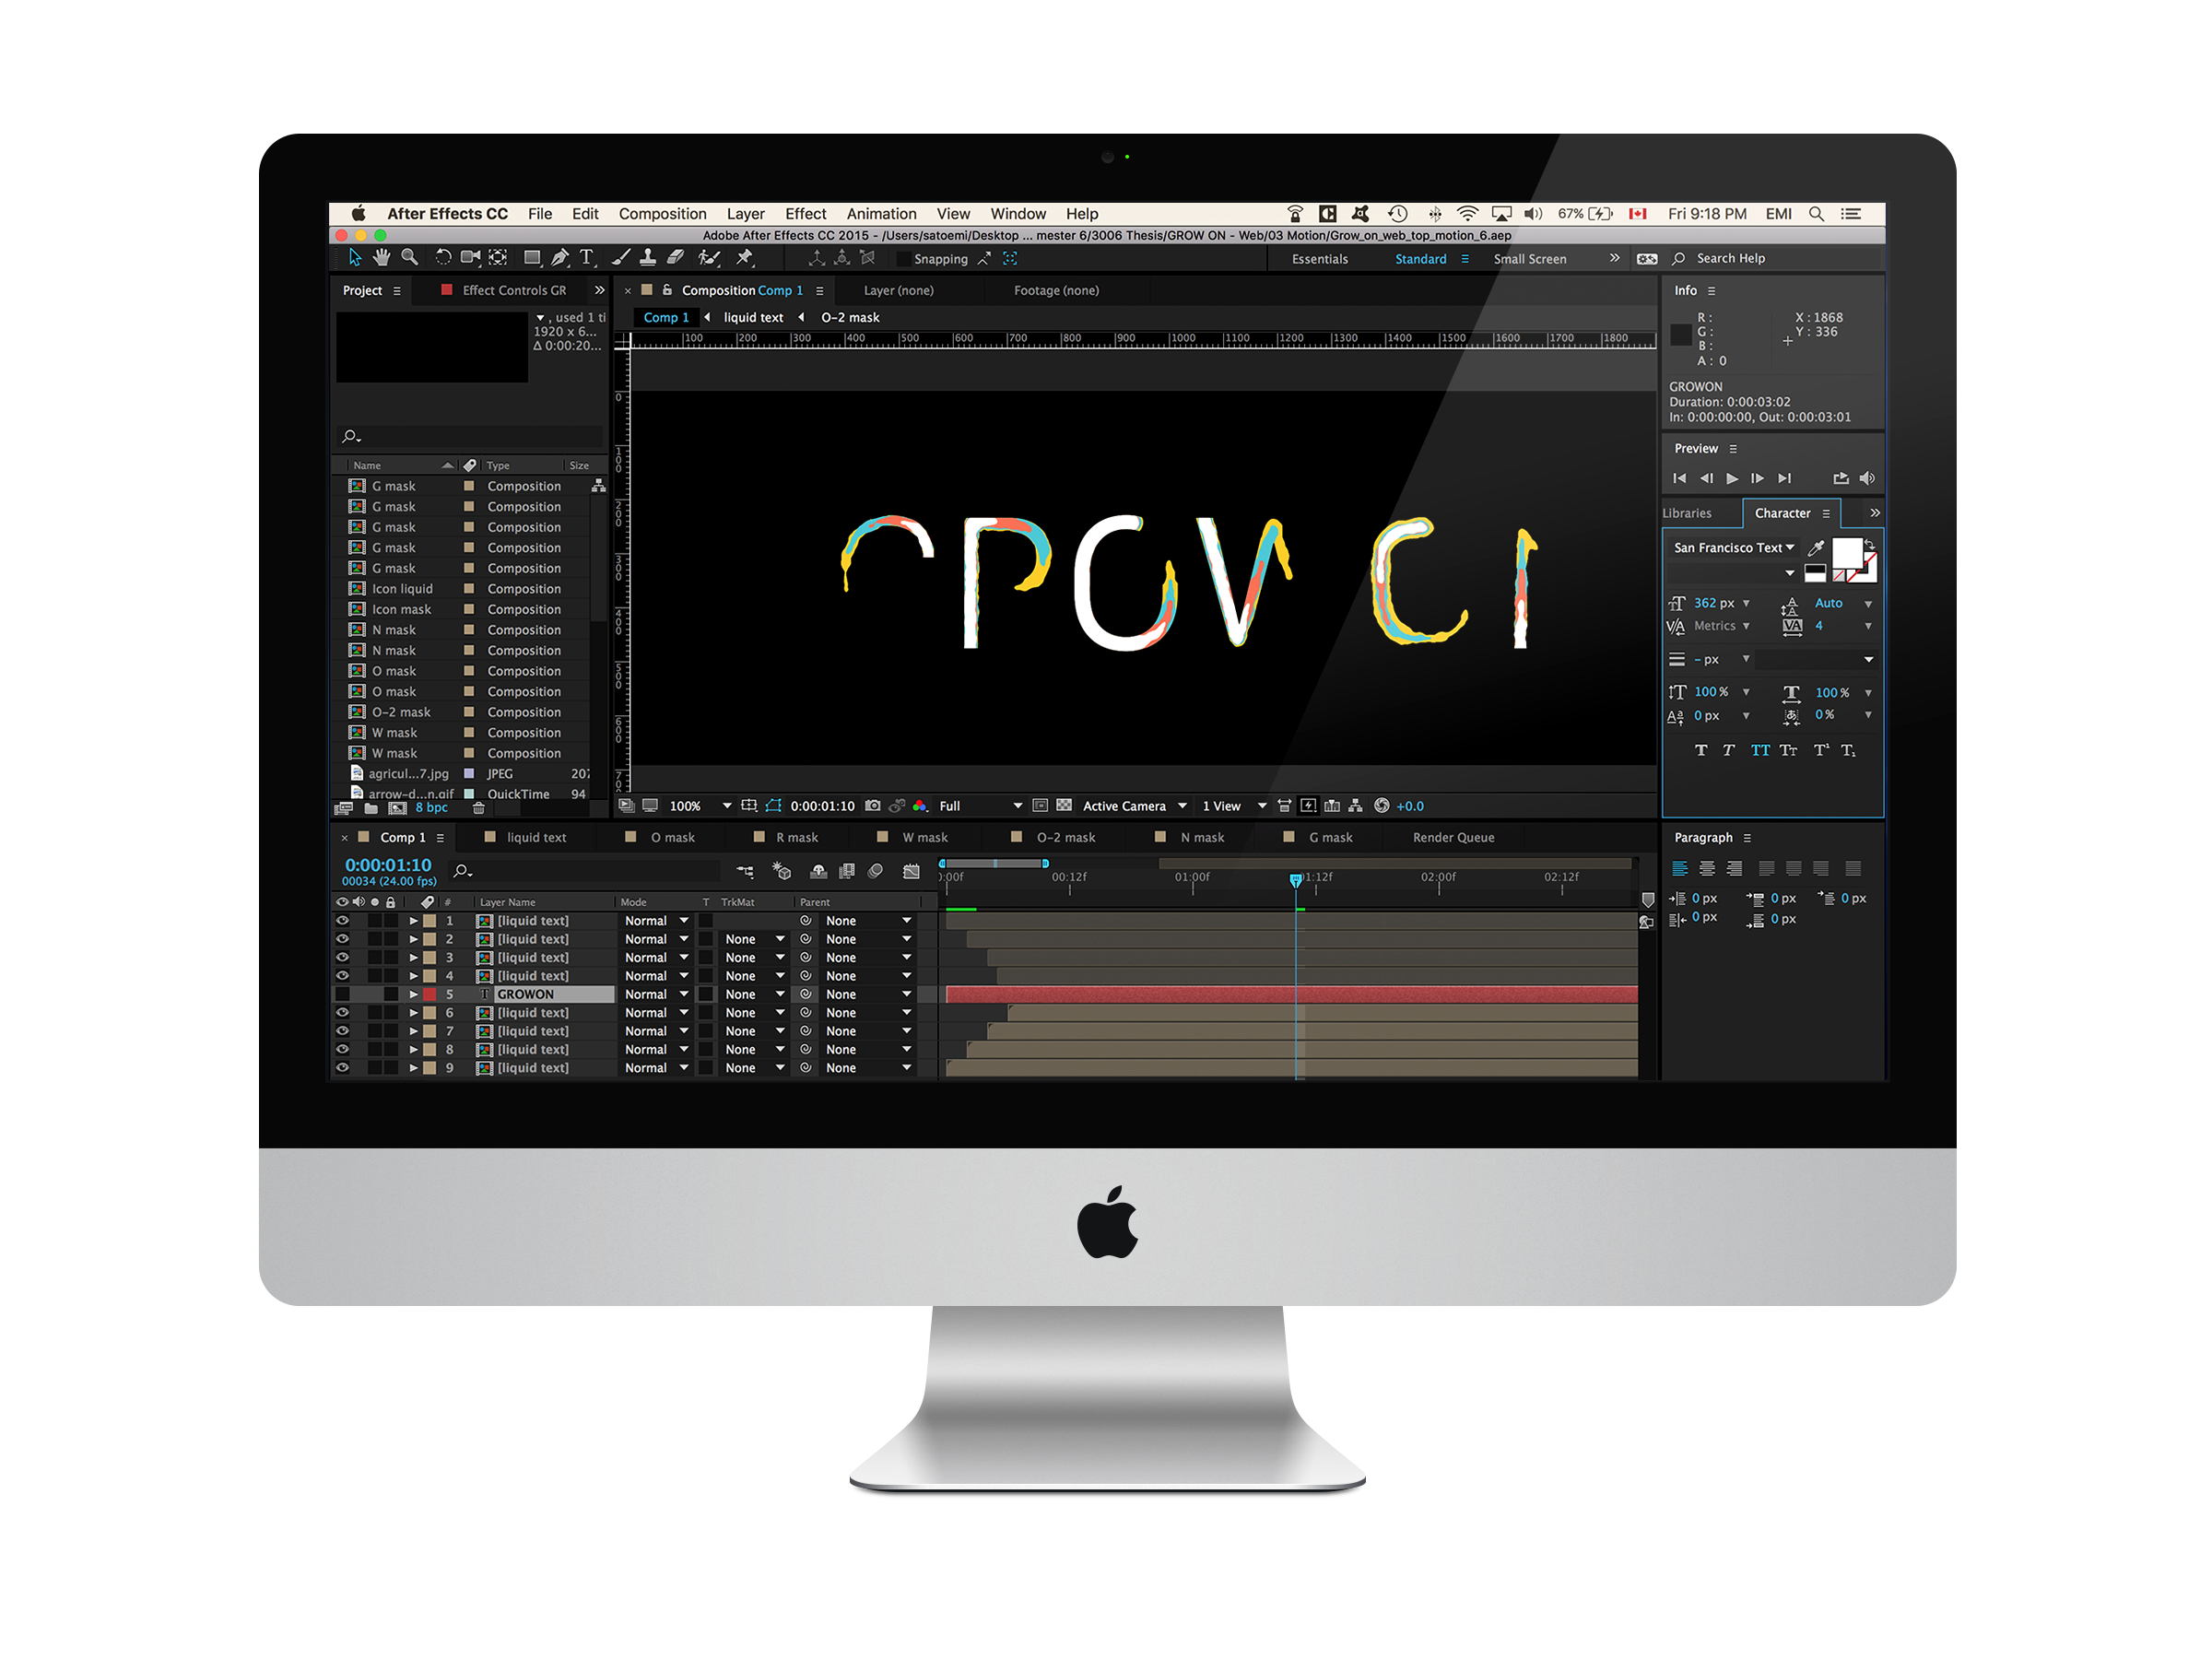 After Effects CC File Edit Composition Layer Effect Animation View Window Help 67% Fri 9:18 PM EMI
Adobe After Effects CC 2015 - /Users/satoemi/Desktop ... mester 6/3006 Thesis/GROW ON - Web/03 Motion/Grow_on_web_top_motion_6.aep
Snapping Essentials Standard Small Screen Search Help
Project Effect Controls GR Composition Comp 1 Layer (none) Footage (none)
, used 1 ti
1920 x 6...
Δ 0:00:20...
Comp 1 liquid text O-2 mask
100 200 300 400 500 600 700 800 900 1000 1100 1200 1300 1400 1500 1600 1700 1800
0
100
200
300
400
500
600
700
Name Type Size
G mask Composition
G mask Composition
G mask Composition
G mask Composition
G mask Composition
Icon liquid Composition
Icon mask Composition
N mask Composition
N mask Composition
O mask Composition
O mask Composition
O-2 mask Composition
W mask Composition
W mask Composition
agricul...7.jpg JPEG 207
arrow-d...n.gif QuickTime 94
8 bpc
100% 0:00:01:10 Full Active Camera 1 View +0.0
Info
R :
G :
B :
A : 0
X : 1868
Y : 336
GROWON
Duration: 0:00:03:02
In: 0:00:00:00, Out: 0:00:03:01
Preview
Libraries Character
San Francisco Text
362 px Auto
Metrics 4
- px
100 % 100 %
0 px 0 %
Comp 1 liquid text O mask R mask W mask O-2 mask N mask G mask Render Queue
0:00:01:10
00034 (24.00 fps)
):00f 00:12f 01:00f 01:12f 02:00f 02:12f
# Layer Name Mode T TrkMat Parent
1 [liquid text] Normal None
2 [liquid text] Normal None None
3 [liquid text] Normal None None
4 [liquid text] Normal None None
5 T GROWON Normal None None
6 [liquid text] Normal None None
7 [liquid text] Normal None None
8 [liquid text] Normal None None
9 [liquid text] Normal None None
Paragraph
0 px 0 px 0 px
0 px 0 px